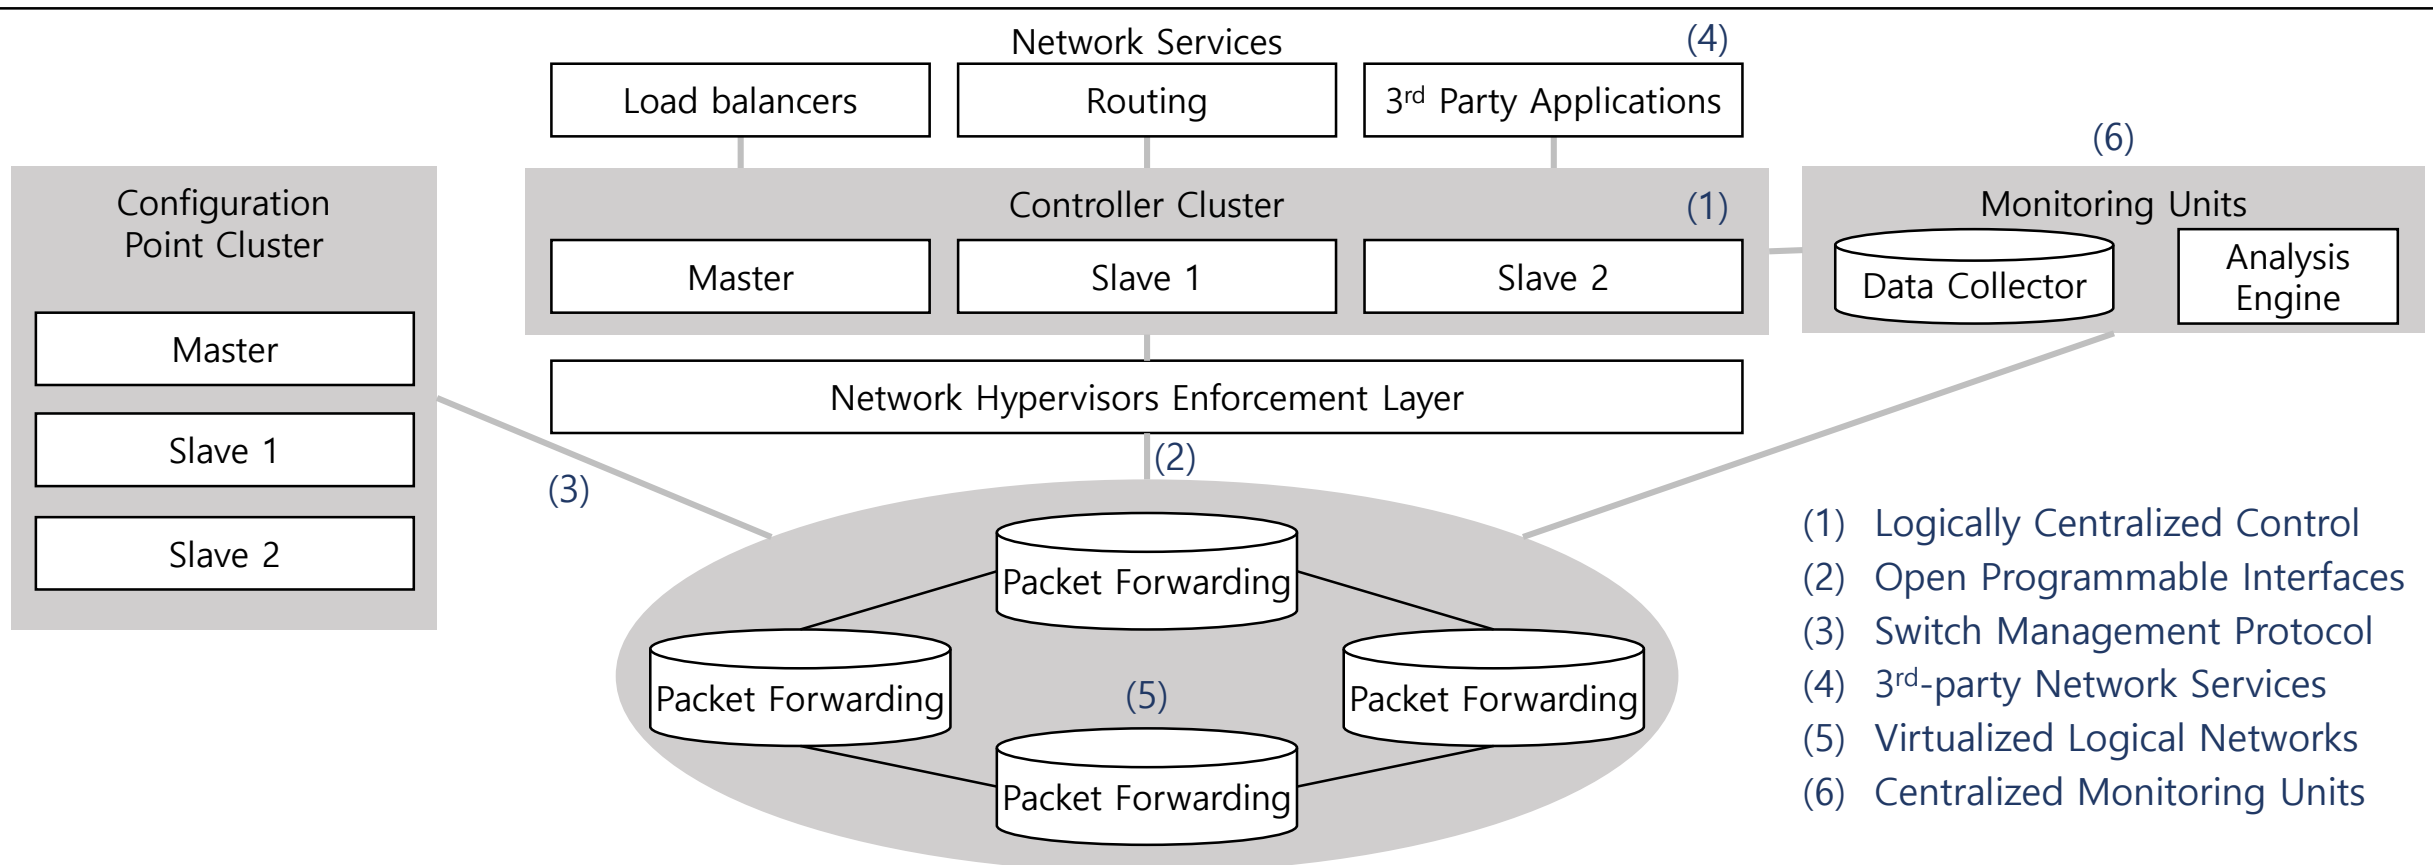 Network Services
(4)
Load balancers
Routing
3rd Party Applications
(6)
Configuration
Point Cluster
Master
Slave 1
Slave 2
Controller Cluster
(1)
Master
Slave 1
Slave 2
Monitoring Units
Data Collector
Analysis
Engine
Network Hypervisors Enforcement Layer
(2)
(3)
Packet Forwarding
Packet Forwarding
(5)
Packet Forwarding
Packet Forwarding
(1) Logically Centralized Control
(2) Open Programmable Interfaces
(3) Switch Management Protocol
(4) 3rd-party Network Services
(5) Virtualized Logical Networks
(6) Centralized Monitoring Units